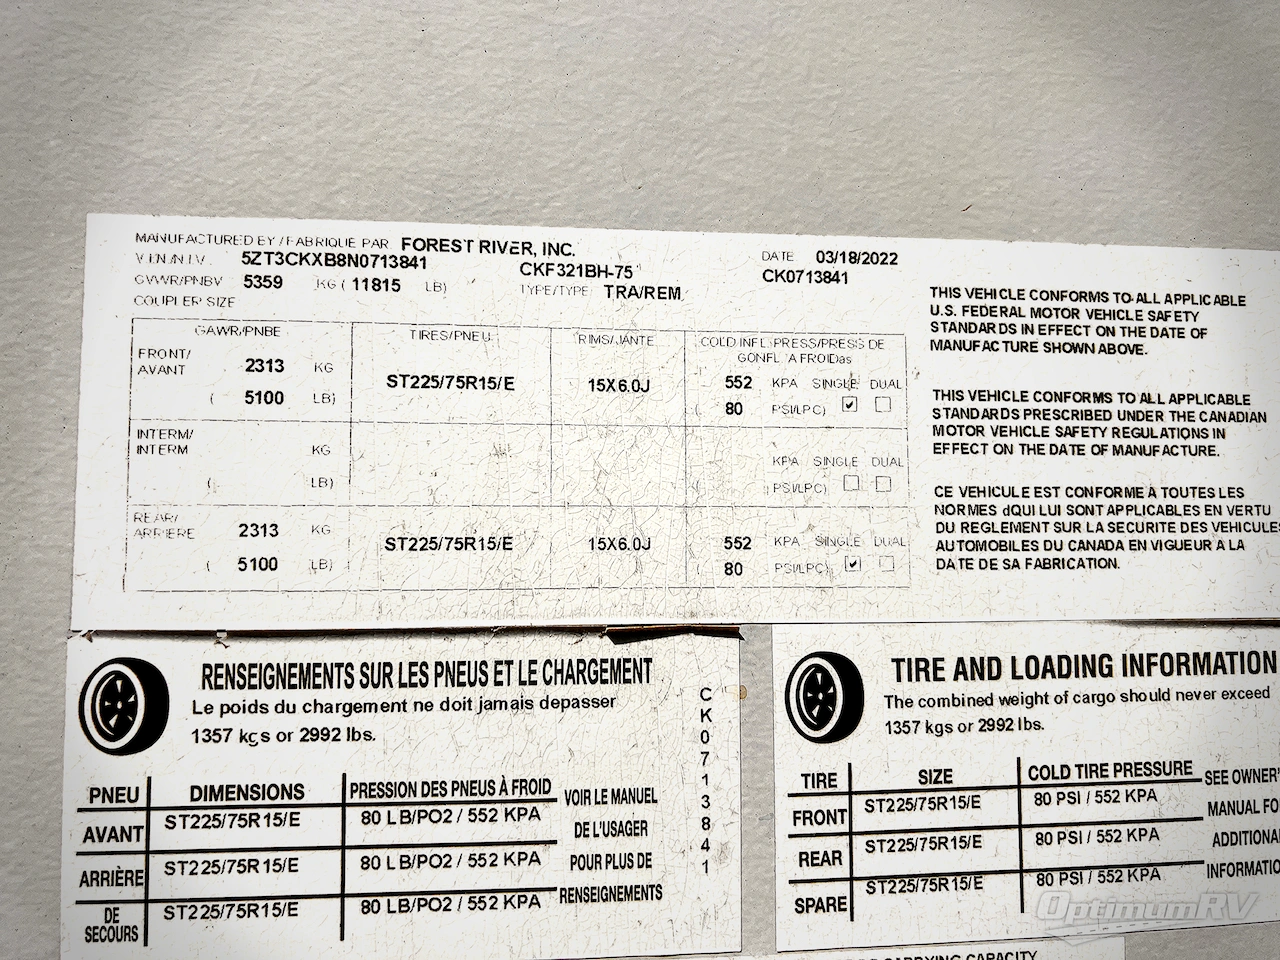 MANUFACTURED BY / FABRIQUE PAR FOREST RIVER, INC.
V.I.N./N.I.V. 5ZT3CKXB8N0713841
CKF321BH-75
DATE 03/18/2022
CK0713841
GVWR/PNBV 5359 KG ( 11815 LB)
TYPE/TYPE TRA/REM
COUPLER SIZE
GAWR/PNBE TIRES/PNEU RIMS/JANTE COLD INFL PRESS/PRESS DE
GONFL A FROIDas
FRONT/
AVANT
2313 KG ST225/75R15/E 15X6.0J 552 KPA SINGLE DUAL
( 5100 LB) ( 80 PSI/LPC)
INTERM/
INTERM
KG KPA SINGLE DUAL
( LB) ( PSI/LPC)
REAR/
ARRIERE
2313 KG ST225/75R15/E 15X6.0J 552 KPA SINGLE DUAL
( 5100 LB) ( 80 PSI/LPC)
THIS VEHICLE CONFORMS TO ALL APPLICABLE
U.S. FEDERAL MOTOR VEHICLE SAFETY
STANDARDS IN EFFECT ON THE DATE OF
MANUFACTURE SHOWN ABOVE.
THIS VEHICLE CONFORMS TO ALL APPLICABLE
STANDARDS PRESCRIBED UNDER THE CANADIAN
MOTOR VEHICLE SAFETY REGULATIONS IN
EFFECT ON THE DATE OF MANUFACTURE.
CE VEHICULE EST CONFORME À TOUTES LES
NORMES dQUI LUI SONT APPLICABLES EN VERTU
DU REGLEMENT SUR LA SECURITE DES VEHICULES
AUTOMOBILES DU CANADA EN VIGUEUR A LA
DATE DE SA FABRICATION.
RENSEIGNEMENTS SUR LES PNEUS ET LE CHARGEMENT
Le poids du chargement ne doit jamais depasser
1357 kgs or 2992 lbs.
PNEU DIMENSIONS PRESSION DES PNEUS À FROID
AVANT ST225/75R15/E 80 LB/PO2 / 552 KPA
ARRIÈRE ST225/75R15/E 80 LB/PO2 / 552 KPA
DE
SECOURS
ST225/75R15/E 80 LB/PO2 / 552 KPA
VOIR LE MANUEL
DE L'USAGER
POUR PLUS DE
RENSEIGNEMENTS
CK0713841
TIRE AND LOADING INFORMATION
The combined weight of cargo should never exceed
1357 kgs or 2992 lbs.
TIRE SIZE COLD TIRE PRESSURE
FRONT ST225/75R15/E 80 PSI / 552 KPA
REAR ST225/75R15/E 80 PSI / 552 KPA
SPARE ST225/75R15/E 80 PSI / 552 KPA
SEE OWNER'
MANUAL FO
ADDITIONA
INFORMATIO
OptimumRV
CARRYING CAPACITY